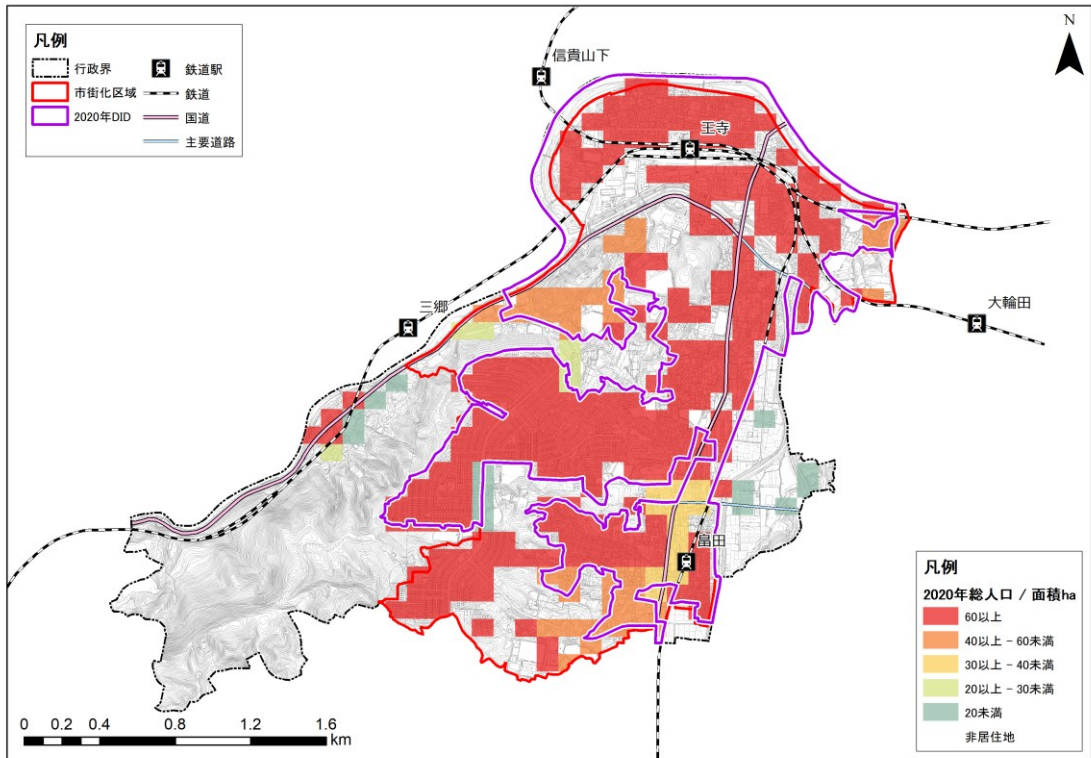 凡例
行政界
市街化区域
2020年DID
鉄道駅
鉄道
国道
主要道路
N
信貴山下
王寺
三郷
大輪田
畠田
0 0.2 0.4 0.8 1.2 1.6
km
凡例
2020年総人口 / 面積ha
60以上
40以上 - 60未満
30以上 - 40未満
20以上 - 30未満
20未満
非居住地